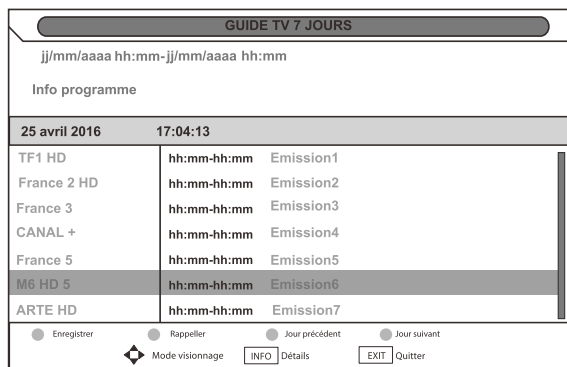 GUIDE TV 7 JOURS
jj/mm/aaaa hh:mm-jj/mm/aaaa hh:mm
Info programme
25 avril 2016 17:04:13
TF1 HD hh:mm-hh:mm Emission1
France 2 HD hh:mm-hh:mm Emission2
France 3 hh:mm-hh:mm Emission3
CANAL + hh:mm-hh:mm Emission4
France 5 hh:mm-hh:mm Emission5
M6 HD 5 hh:mm-hh:mm Emission6
ARTE HD hh:mm-hh:mm Emission7
Enregistrer Rappeller Jour précédent Jour suivant
Mode visionnage INFO Détails EXIT Quitter